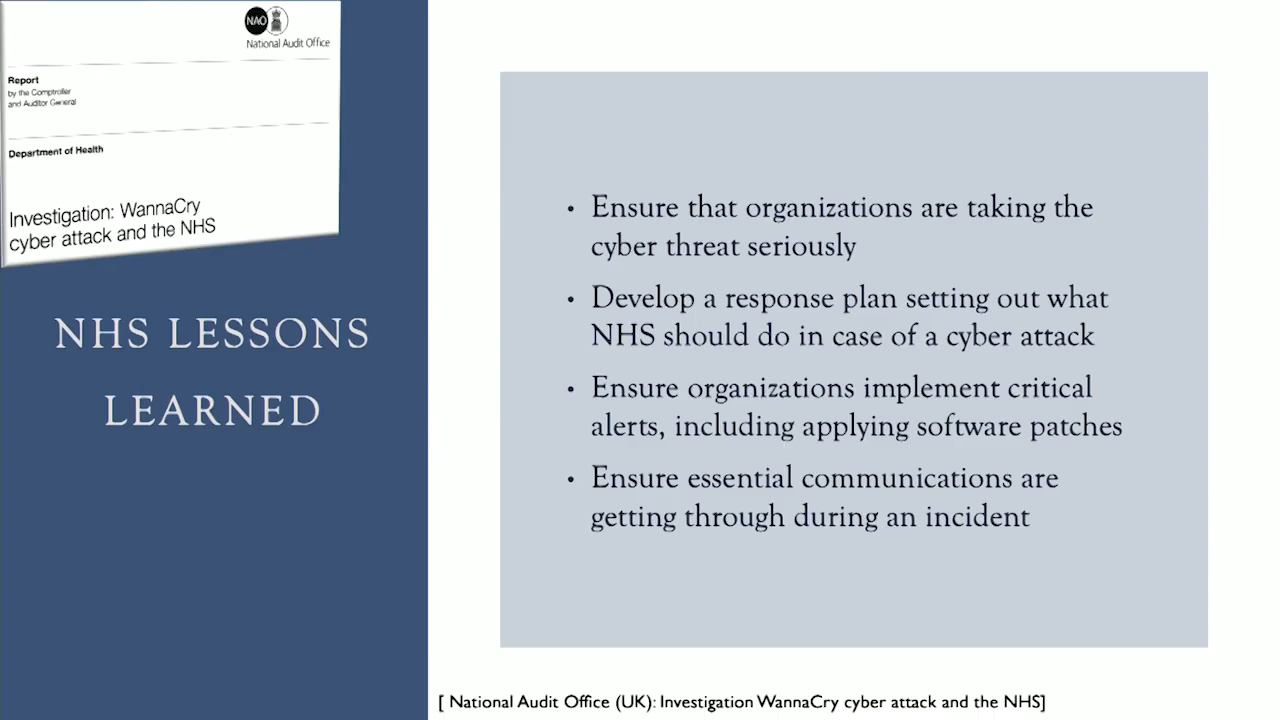 NAO
National Audit Office
Report
by the Comptroller
and Auditor General
Department of Health
Investigation: WannaCry
cyber attack and the NHS
NHS LESSONS
LEARNED
• Ensure that organizations are taking the
cyber threat seriously
• Develop a response plan setting out what
NHS should do in case of a cyber attack
• Ensure organizations implement critical
alerts, including applying software patches
• Ensure essential communications are
getting through during an incident
[ National Audit Office (UK): Investigation WannaCry cyber attack and the NHS]